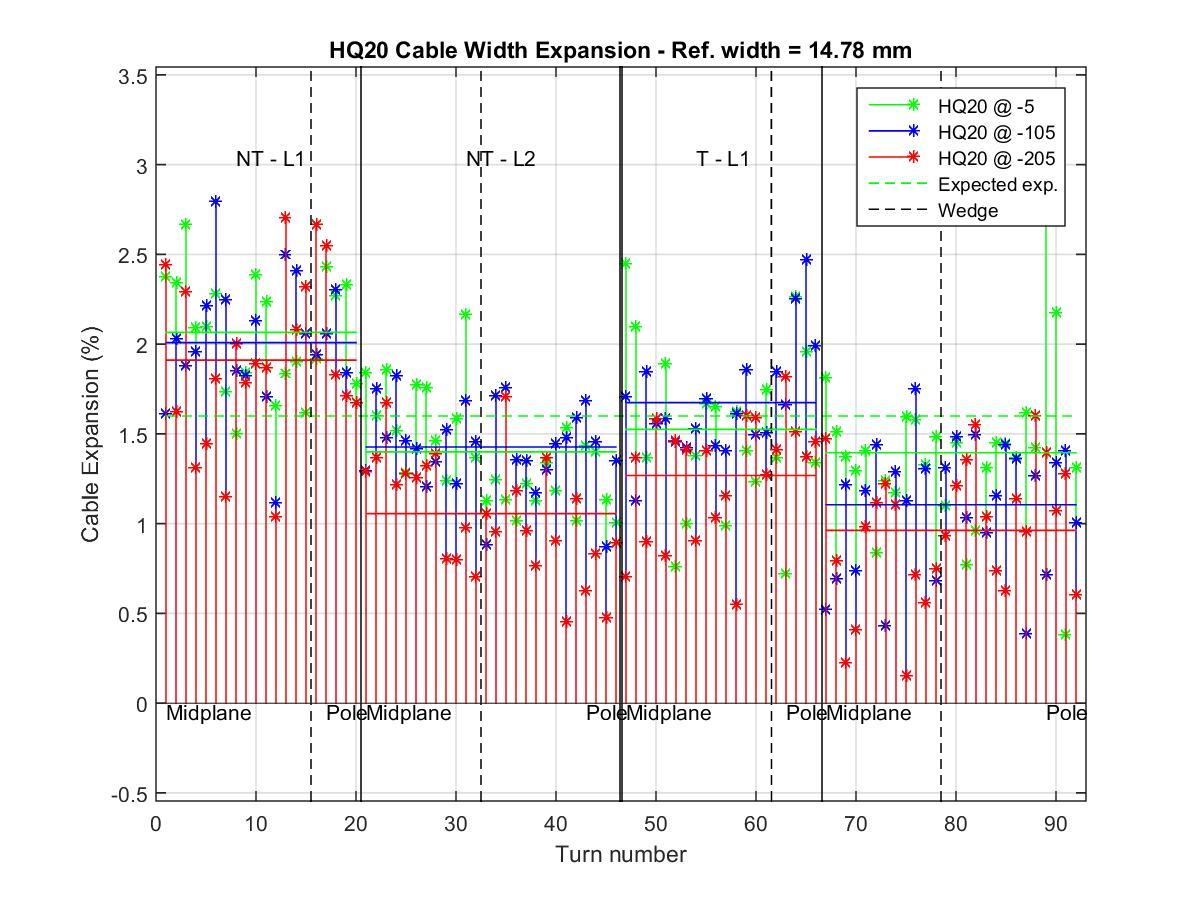 HQ20 Cable Width Expansion - Ref. width = 14.78 mm
3.5
3
2.5
2
1.5
1
0.5
0
-0.5
Cable Expansion (%)
NT - L1
NT - L2
T - L1
HQ20 @ -5
HQ20 @ -105
HQ20 @ -205
Expected exp.
Wedge
Midplane
Pole
Midplane
Pole
Midplane
Pole
Midplane
Pole
0 10 20 30 40 50 60 70 80 90
Turn number